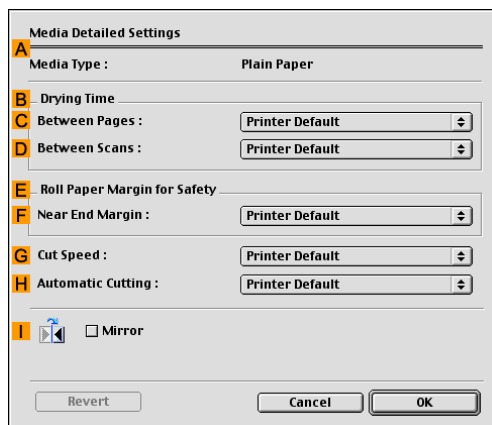 Media Detailed Settings
A
Media Type : Plain Paper
B Drying Time
C Between Pages : Printer Default
D Between Scans : Printer Default
E Roll Paper Margin for Safety
F Near End Margin : Printer Default
G Cut Speed : Printer Default
H Automatic Cutting : Printer Default
I Mirror
Revert Cancel OK